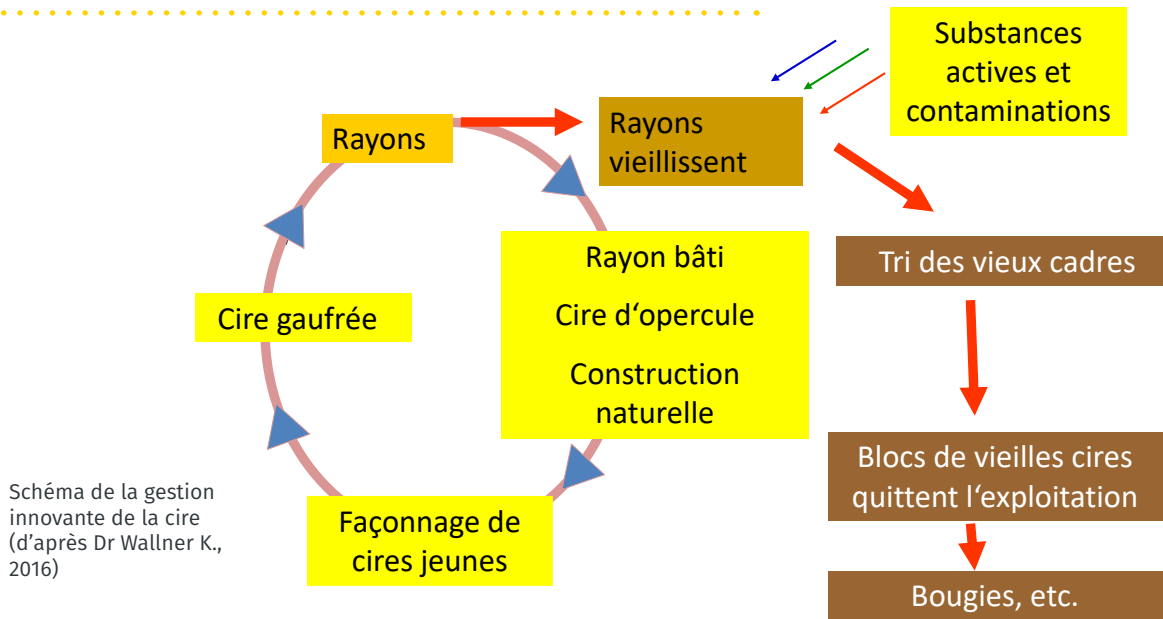 Substances
actives et
contaminations
Rayons
Rayons
vieillissent
Rayon bâti
Cire d‘opercule
Construction
naturelle
Tri des vieux cadres
Cire gaufrée
Blocs de vieilles cires
quittent l‘exploitation
Façonnage de
cires jeunes
Bougies, etc.
Schéma de la gestion
innovante de la cire
(d’après Dr Wallner K.,
2016)